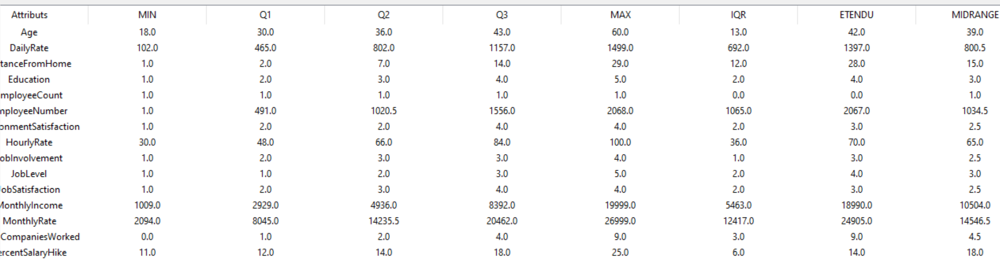 Attributs MIN Q1 Q2 Q3 MAX IQR ETENDU MIDRANGE
Age 18.0 30.0 36.0 43.0 60.0 13.0 42.0 39.0
DailyRate 102.0 465.0 802.0 1157.0 1499.0 692.0 1397.0 800.5
tanceFromHome 1.0 2.0 7.0 14.0 29.0 12.0 28.0 15.0
Education 1.0 2.0 3.0 4.0 5.0 2.0 4.0 3.0
mployeeCount 1.0 1.0 1.0 1.0 1.0 0.0 0.0 1.0
nployeeNumber 1.0 491.0 1020.5 1556.0 2068.0 1065.0 2067.0 1034.5
onmentSatisfaction 1.0 2.0 2.0 4.0 4.0 2.0 3.0 2.5
HourlyRate 30.0 48.0 66.0 84.0 100.0 36.0 70.0 65.0
obInvolvement 1.0 2.0 3.0 3.0 4.0 1.0 3.0 2.5
JobLevel 1.0 1.0 2.0 3.0 5.0 2.0 4.0 3.0
obSatisfaction 1.0 2.0 3.0 4.0 4.0 2.0 3.0 2.5
MonthlyIncome 1009.0 2929.0 4936.0 8392.0 19999.0 5463.0 18990.0 10504.0
MonthlyRate 2094.0 8045.0 14235.5 20462.0 26999.0 12417.0 24905.0 14546.5
CompaniesWorked 0.0 1.0 2.0 4.0 9.0 3.0 9.0 4.5
ercentSalaryHike 11.0 12.0 14.0 18.0 25.0 6.0 14.0 18.0